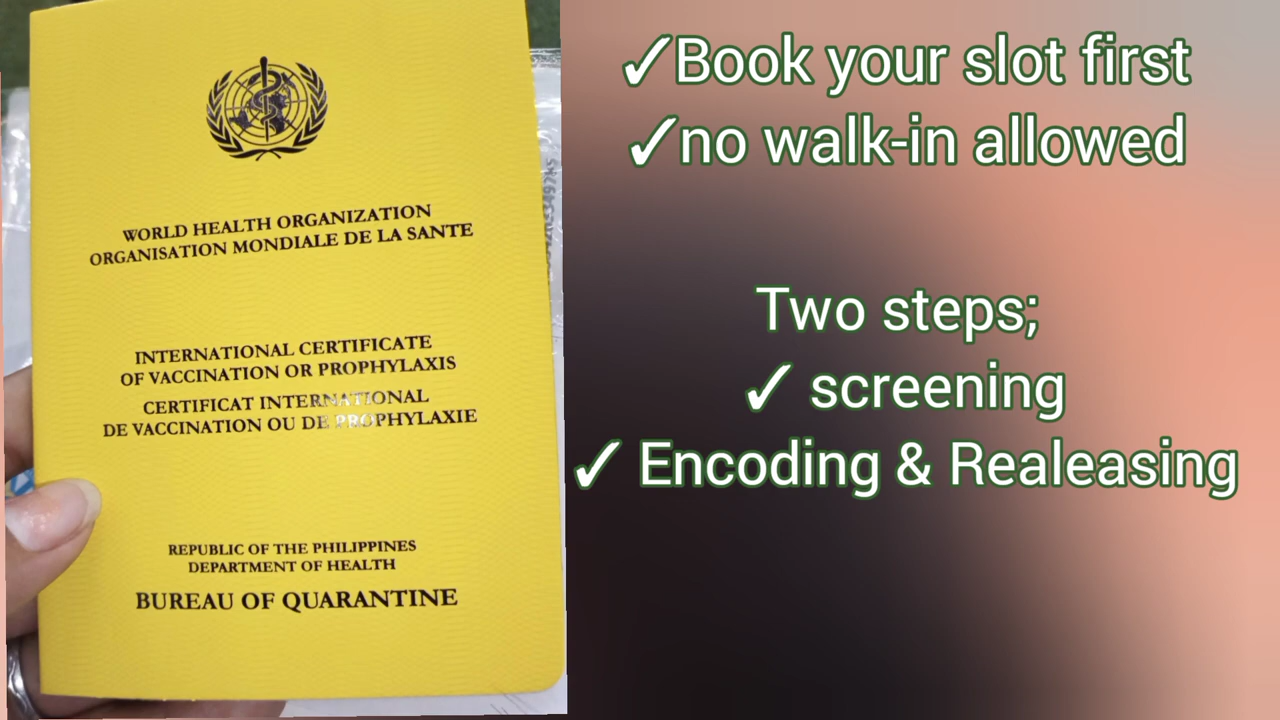 WORLD HEALTH ORGANIZATION
ORGANISATION MONDIALE DE LA SANTE
INTERNATIONAL CERTIFICATE
OF VACCINATION OR PROPHYLAXIS
CERTIFICAT INTERNATIONAL
DE VACCINATION OU DE PROPHYLAXIE
REPUBLIC OF THE PHILIPPINES
DEPARTMENT OF HEALTH
BUREAU OF QUARANTINE
✓Book your slot first
✓no walk-in allowed
Two steps;
✓ screening
✓ Encoding & Realeasing